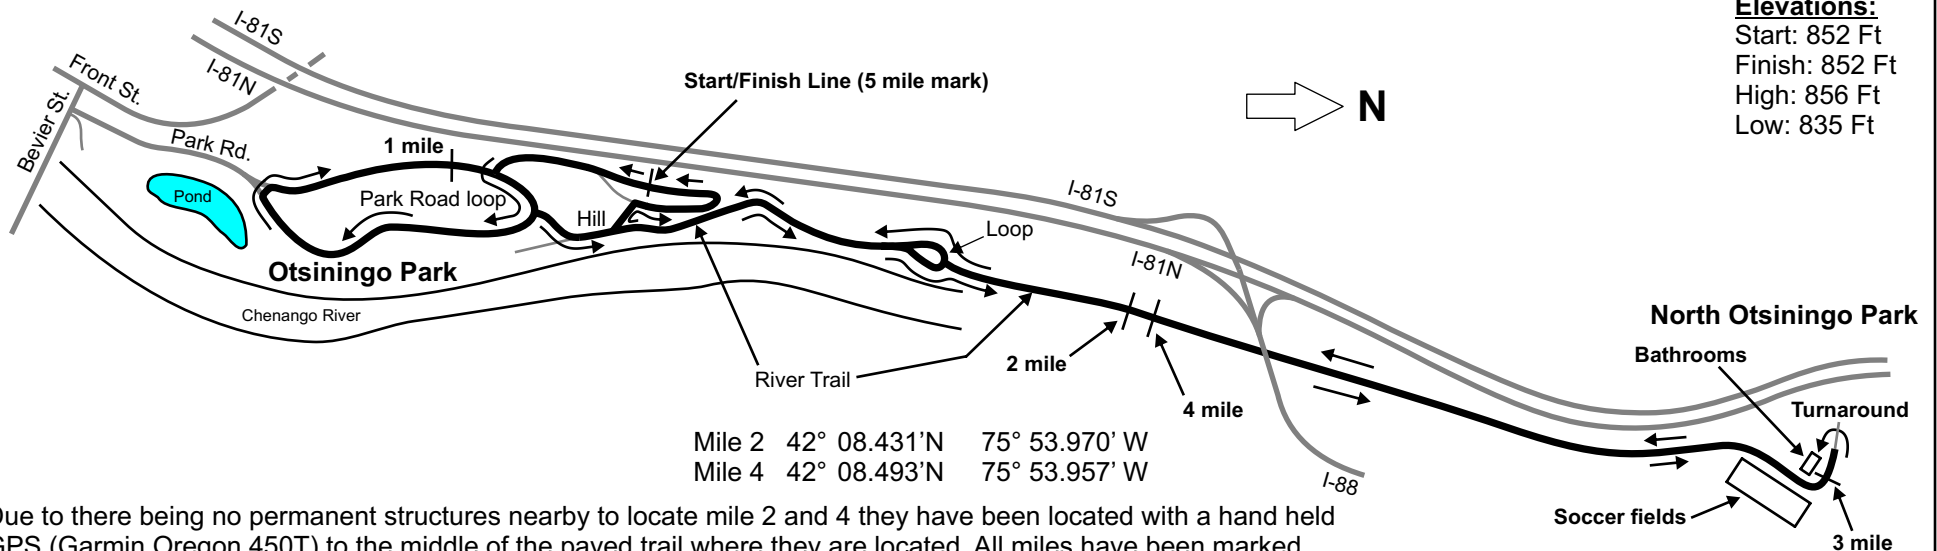 Elevations:
Start: 852 Ft
Finish: 852 Ft
High: 856 Ft
Low: 835 Ft
I-81S
I-81N
Front St.
Bevier St.
Park Rd.
Pond
1 mile
Park Road loop
Start/Finish Line (5 mile mark)
N
Hill
Otsiningo Park
Chenango River
Loop
I-81S
I-81N
River Trail
2 mile
4 mile
I-88
North Otsiningo Park
Bathrooms
Turnaround
Soccer fields
3 mile
Mile 2 42° 08.431’N 75° 53.970’ W
Mile 4 42° 08.493’N 75° 53.957’ W
Due to there being no permanent structures nearby to locate mile 2 and 4 they have been located with a hand held
GPS (Garmin Oregon 450T) to the middle of the paved trail where they are located. All miles have been marked